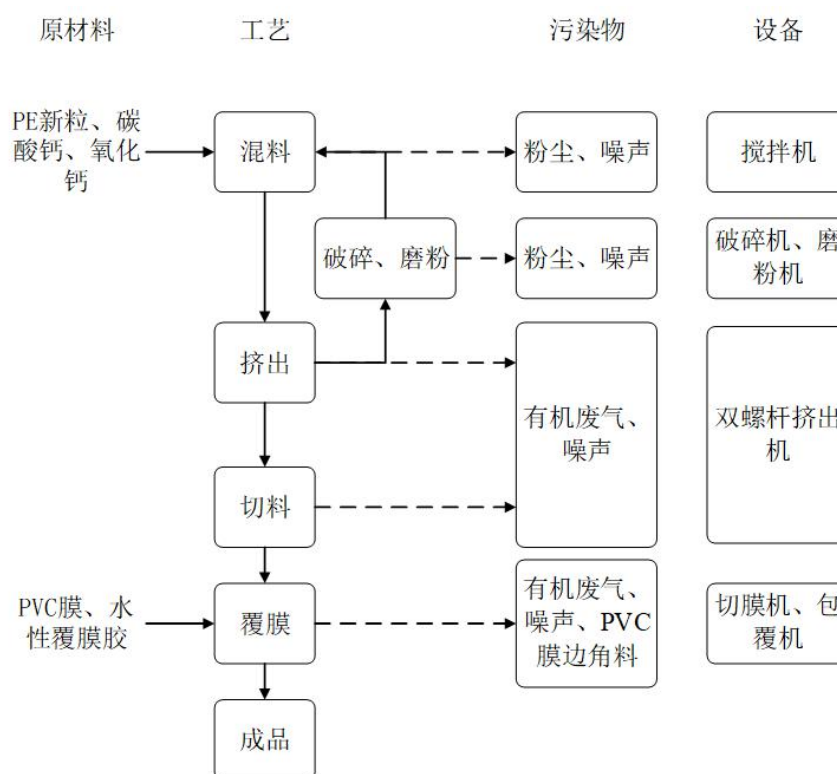 原材料
工艺
污染物
设备
PE新粒、碳
酸钙、氧化
钙
混料
粉尘、噪声
搅拌机
破碎、磨粉
粉尘、噪声
破碎机、磨
粉机
挤出
有机废气、
噪声
双螺杆挤出
机
切料
PVC膜、水
性覆膜胶
覆膜
有机废气、
噪声、PVC
膜边角料
切膜机、包
覆机
成品